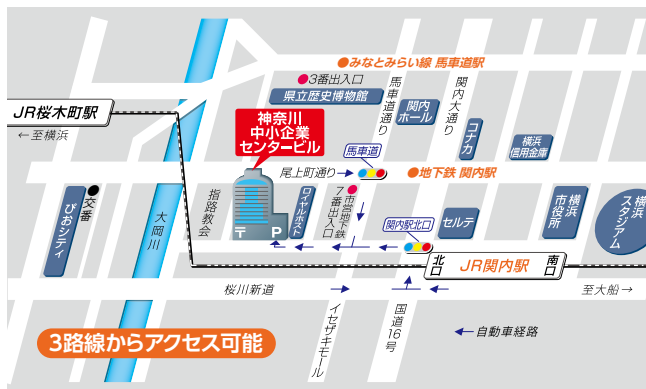 ●みなとみらい線 馬車道駅
●3番出入口
県立歴史博物館
馬車道通り
関内ホール
関内大通り
コナカ
横浜信用金庫
JR桜木町駅
←至横浜
神奈川
中小企業
センタービル
尾上町通り→
馬車道
●地下鉄 関内駅
●交番
ぴおシティ
大岡川
指路教会
〒 P
ロイヤルホスト
●市営地下鉄
7番出入口
関内駅北口
セルテ
横浜市役所
横浜スタジアム
北口
JR関内駅
南口
桜川新道
至大船→
イセザキモール
国道16号
←自動車経路
3路線からアクセス可能